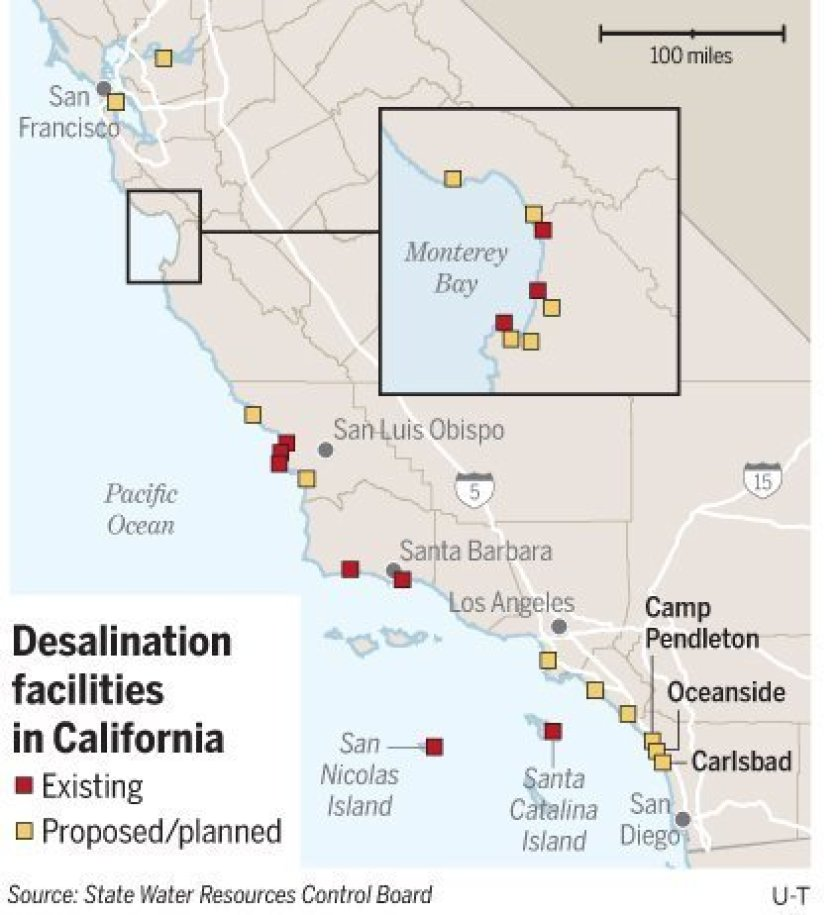 100 miles
San
Francisco
Monterey
Bay
San Luis Obispo
5
15
Pacific
Ocean
Santa Barbara
Los Angeles
Camp
Pendleton
Oceanside
Carlsbad
San
Nicolas
Island
Santa
Catalina
Island
San
Diego
Desalination
facilities
in California
Existing
Proposed/planned
Source: State Water Resources Control Board
U-T